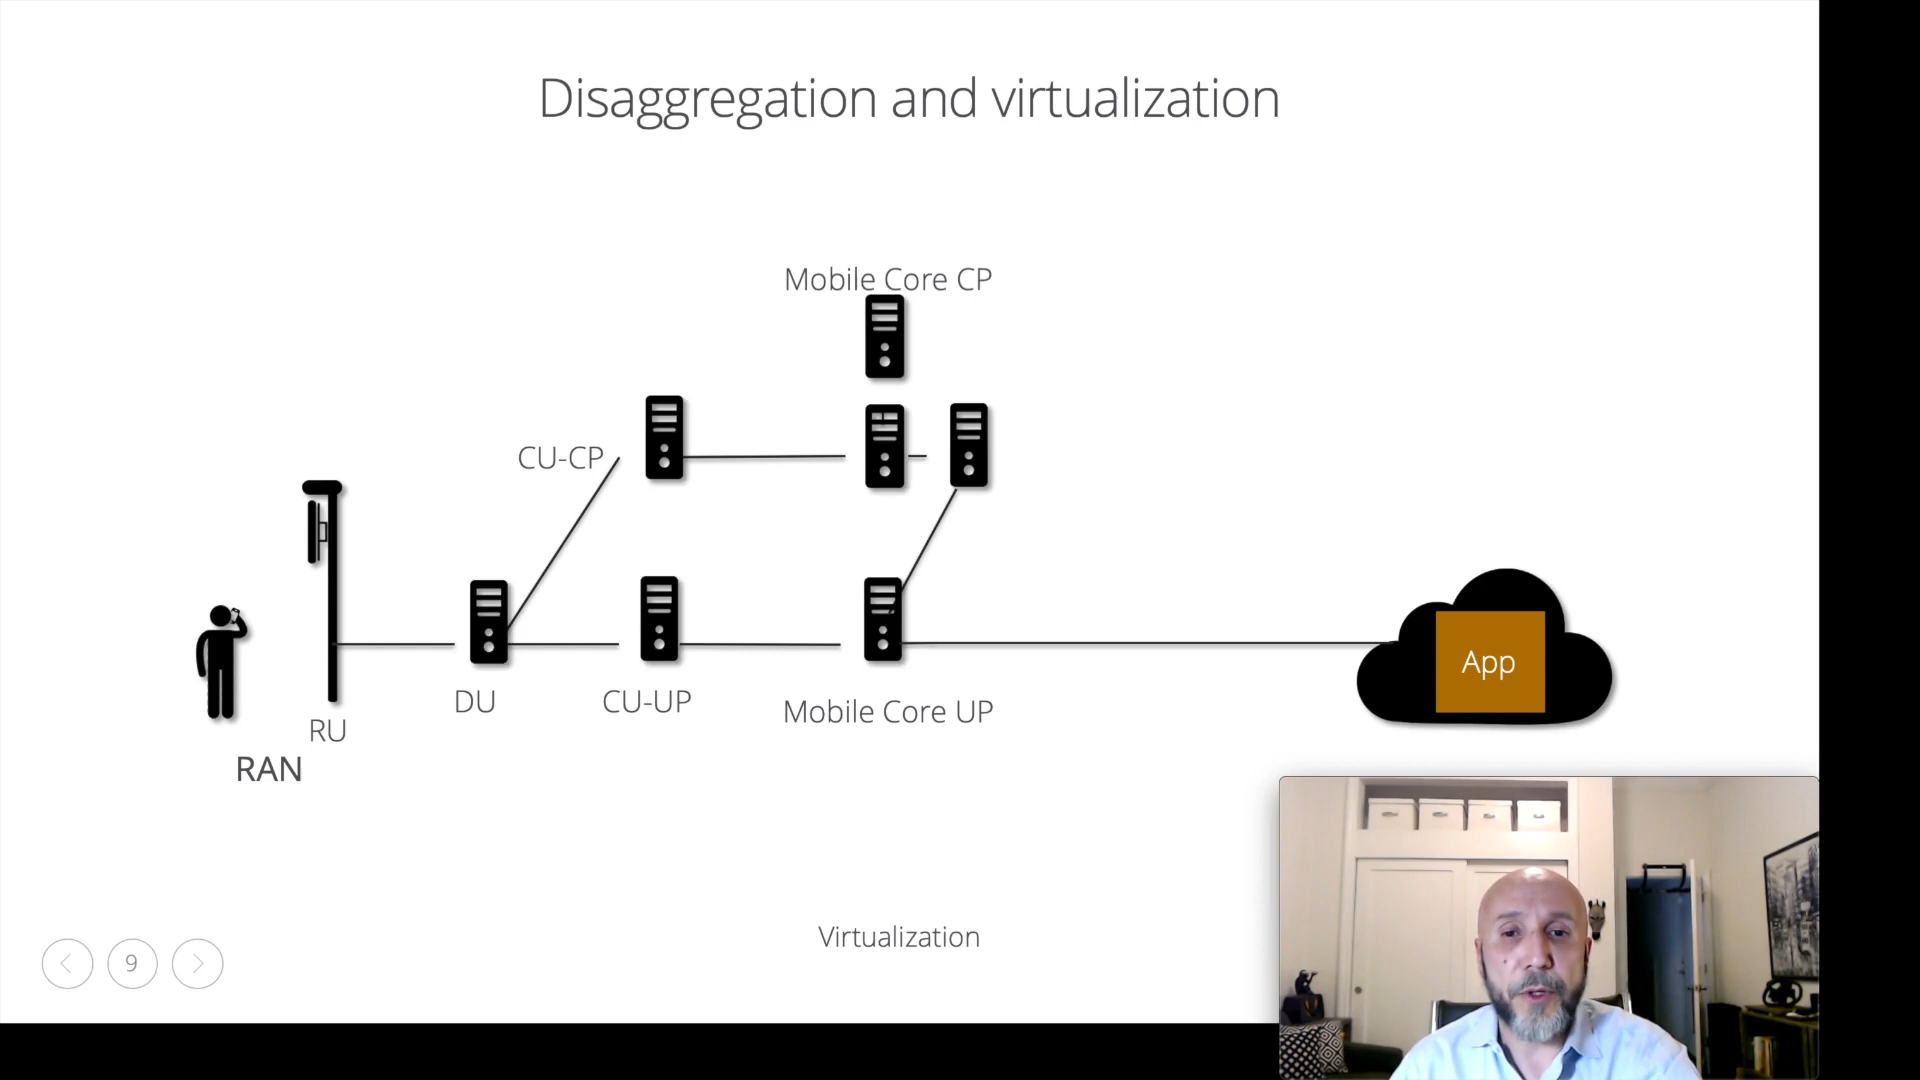 Disaggregation and virtualization
Mobile Core CP
CU-CP
App
DU
CU-UP
Mobile Core UP
RU
RAN
Virtualization
9